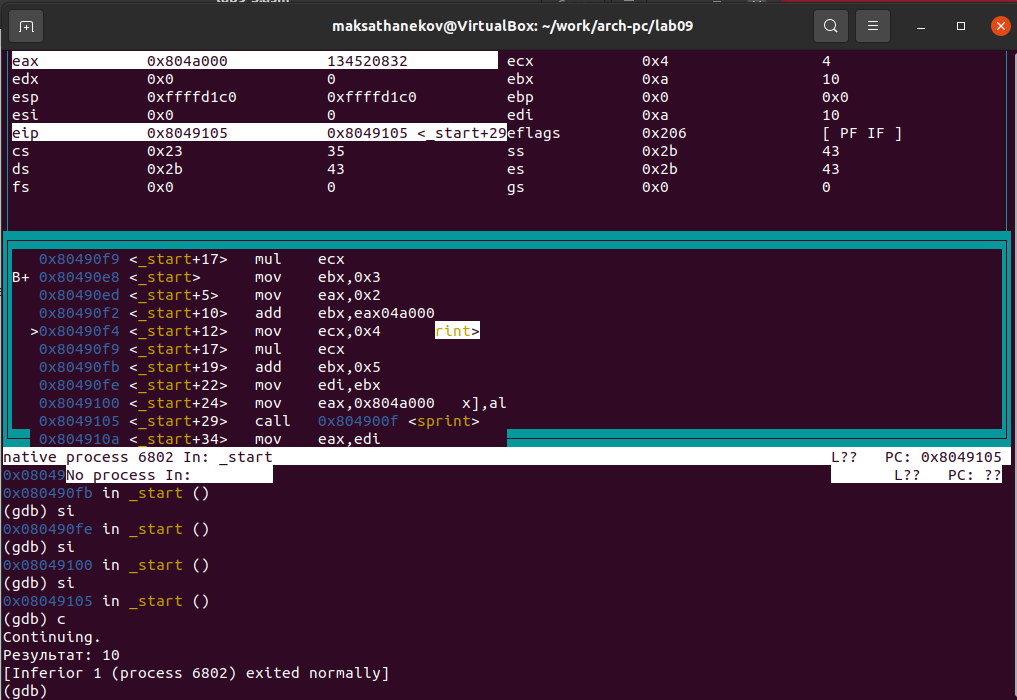 maksathanekov@VirtualBox: ~/work/arch-pc/lab09
eax 0x804a000 134520832 ecx 0x4 4
edx 0x0 0 ebx 0xa 10
esp 0xffffd1c0 0xffffd1c0 ebp 0x0 0x0
esi 0x0 0 edi 0xa 10
eip 0x8049105 0x8049105 <_start+29 eflags 0x206 [ PF IF ]
cs 0x23 35 ss 0x2b 43
ds 0x2b 43 es 0x2b 43
fs 0x0 0 gs 0x0 0
0x80490f9 <_start+17> mul ecx
B+ 0x80490e8 <_start> mov ebx,0x3
0x80490ed <_start+5> mov eax,0x2
0x80490f2 <_start+10> add ebx,eax04a000
>0x80490f4 <_start+12> mov ecx,0x4 rint>
0x80490f9 <_start+17> mul ecx
0x80490fb <_start+19> add ebx,0x5
0x80490fe <_start+22> mov edi,ebx
0x8049100 <_start+24> mov eax,0x804a000 x],al
0x8049105 <_start+29> call 0x804900f <sprint>
0x804910a <_start+34> mov eax,edi
native process 6802 In: _start L?? PC: 0x8049105
0x08049No process In: L?? PC: ??
0x080490fb in _start ()
(gdb) si
0x080490fe in _start ()
(gdb) si
0x08049100 in _start ()
(gdb) si
0x08049105 in _start ()
(gdb) c
Continuing.
Результат: 10
[Inferior 1 (process 6802) exited normally]
(gdb)